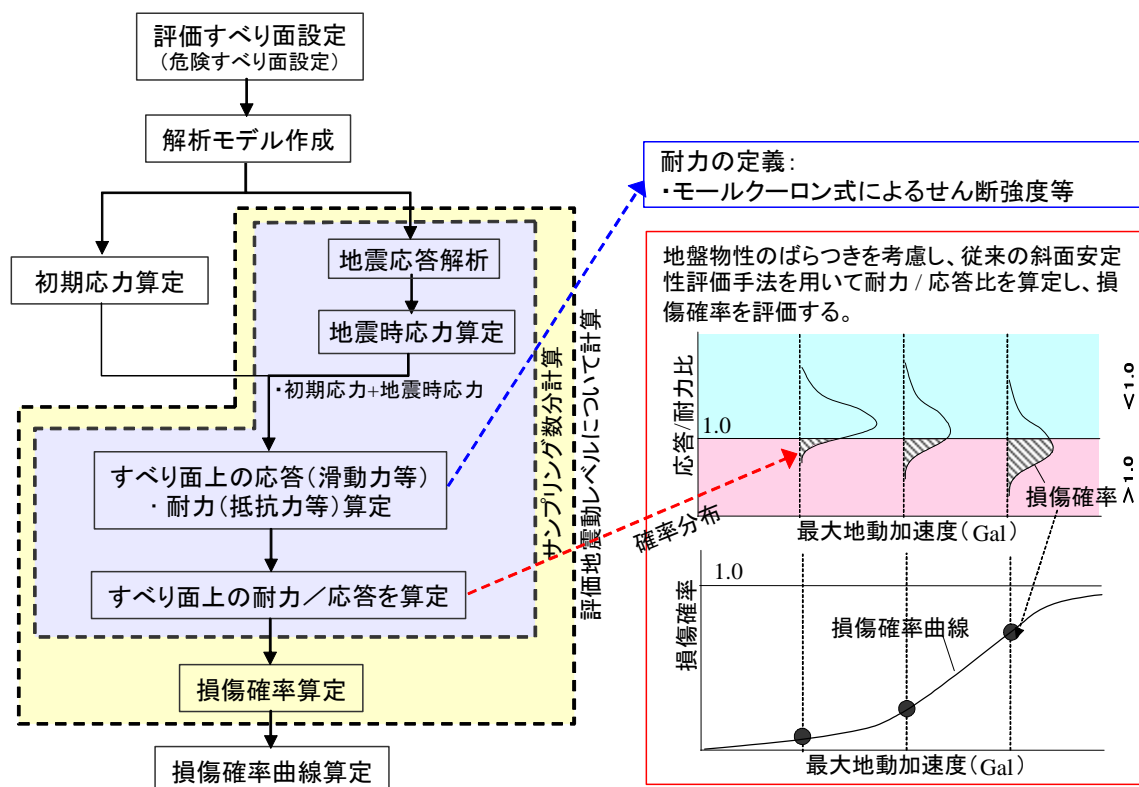 評価すべり面設定
(危険すべり面設定)
解析モデル作成
初期応力算定
地震応答解析
地震時応力算定
・初期応力+地震時応力
すべり面上の応答(滑動力等)
・耐力(抵抗力等)算定
すべり面上の耐力／応答を算定
損傷確率算定
損傷確率曲線算定
サンプリング数分計算
評価地震動レベルについて計算
耐力の定義:
・モールクーロン式によるせん断強度等
地盤物性のばらつきを考慮し、従来の斜面安定
性評価手法を用いて耐力 / 応答比を算定し、損
傷確率を評価する。
応答/耐力比
1.0
<1.0
>1.0
損傷確率
最大地動加速度(Gal)
確率分布
1.0
損傷確率
損傷確率曲線
最大地動加速度(Gal)